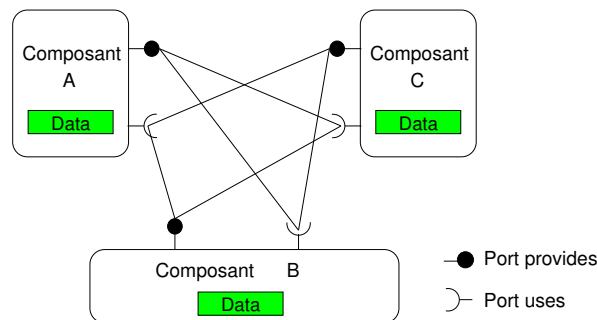 Composant
A
Data
Composant
C
Data
Composant B
Data
Port provides
Port uses